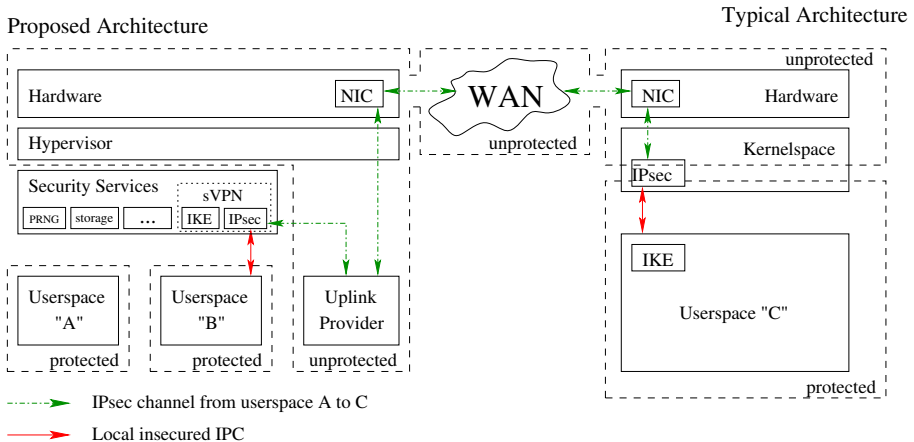 Proposed Architecture
Typical Architecture
unprotected
Hardware
NIC
WAN
NIC
Hardware
unprotected
Hypervisor
Kernelspace
IPsec
Security Services
sVPN
PRNG
storage
...
IKE
IPsec
Userspace
"A"
protected
Userspace
"B"
protected
Uplink
Provider
unprotected
IKE
Userspace "C"
protected
IPsec channel from userspace A to C
Local insecured IPC